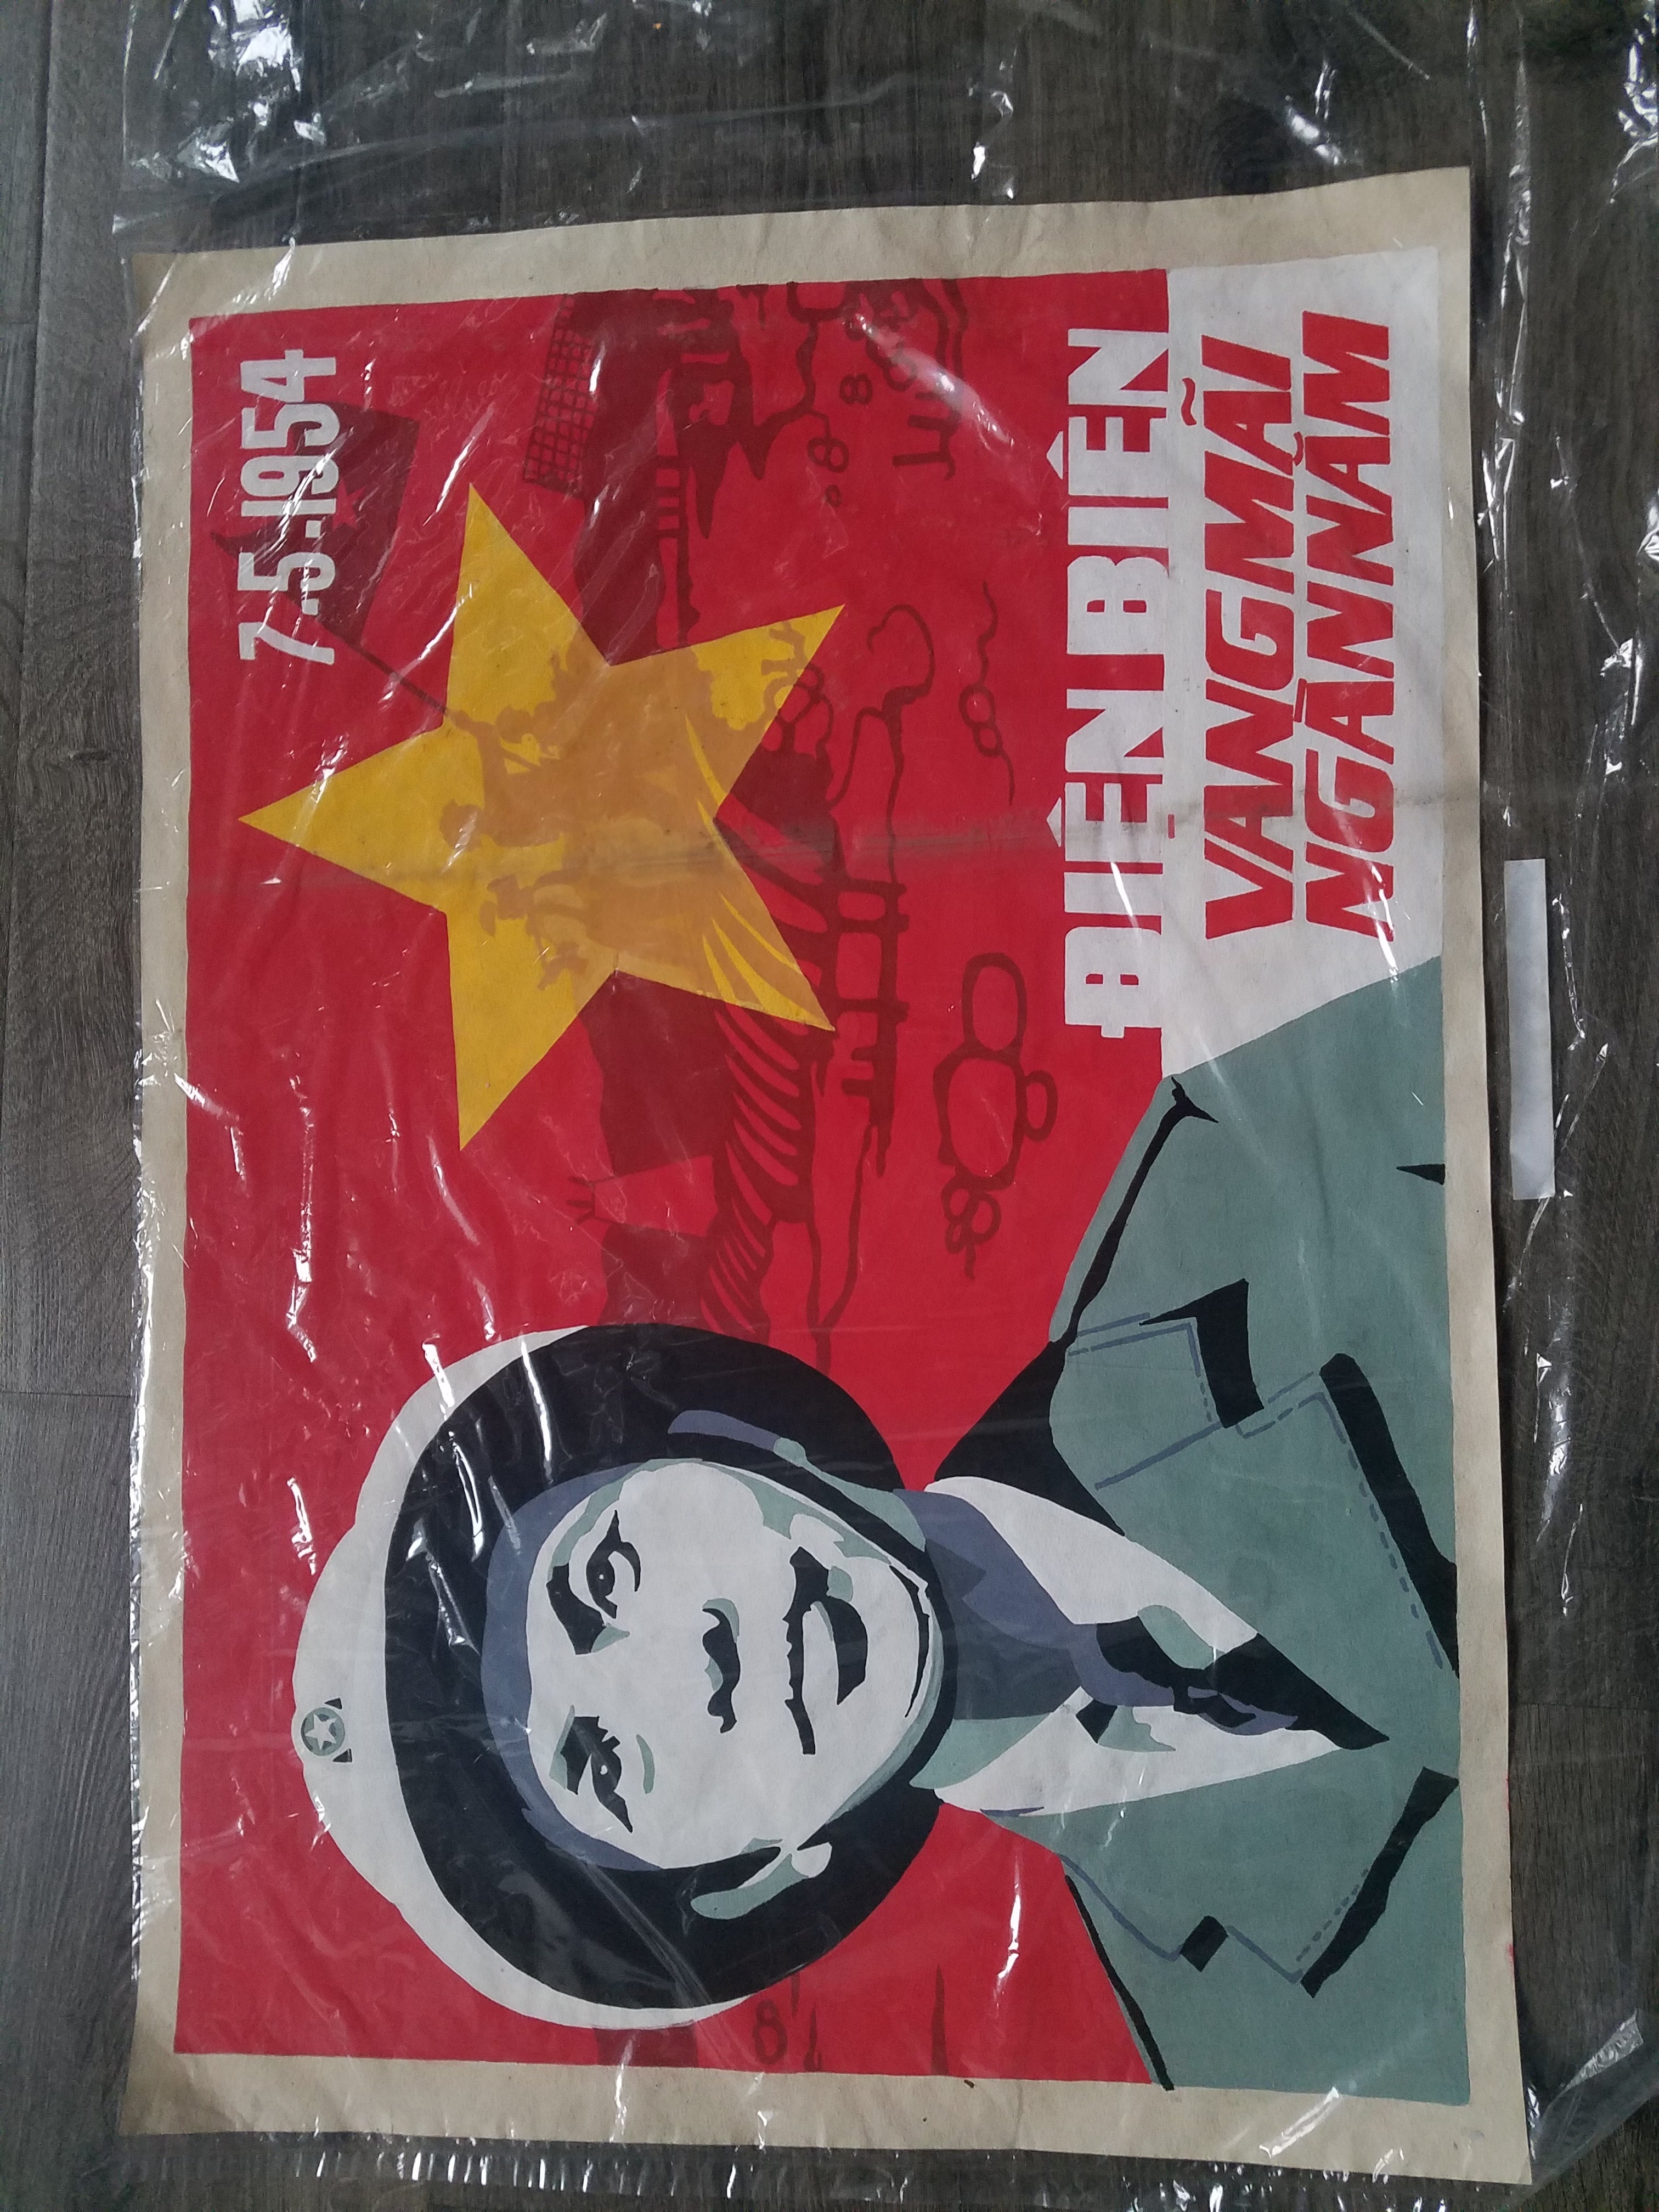 7.5.1954
ĐIỆN BIÊN
VANG MÃI
NGÀN NĂM